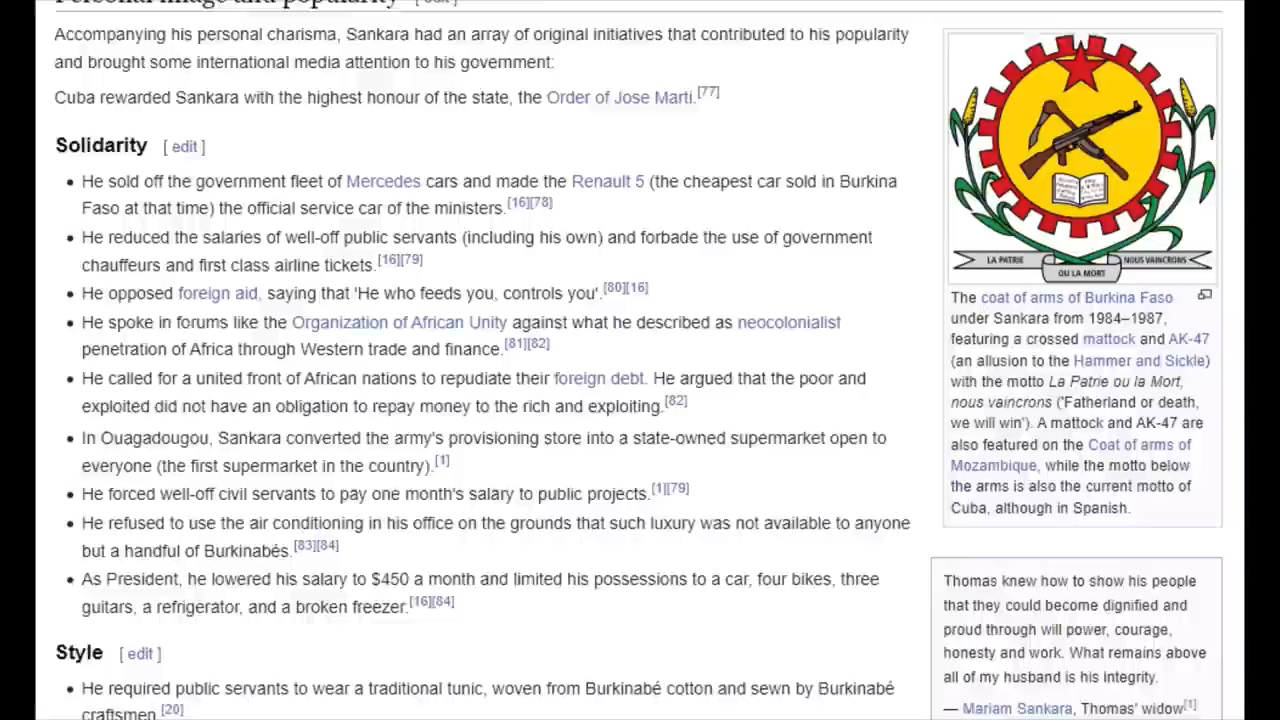 Personal image and popularity [ edit ]
Accompanying his personal charisma, Sankara had an array of original initiatives that contributed to his popularity
and brought some international media attention to his government:
Cuba rewarded Sankara with the highest honour of the state, the Order of Jose Marti.[77]
Solidarity [ edit ]
• He sold off the government fleet of Mercedes cars and made the Renault 5 (the cheapest car sold in Burkina
Faso at that time) the official service car of the ministers.[16][78]
• He reduced the salaries of well-off public servants (including his own) and forbade the use of government
chauffeurs and first class airline tickets.[16][79]
• He opposed foreign aid, saying that 'He who feeds you, controls you'.[80][16]
• He spoke in forums like the Organization of African Unity against what he described as neocolonialist
penetration of Africa through Western trade and finance.[81][82]
• He called for a united front of African nations to repudiate their foreign debt. He argued that the poor and
exploited did not have an obligation to repay money to the rich and exploiting.[82]
• In Ouagadougou, Sankara converted the army's provisioning store into a state-owned supermarket open to
everyone (the first supermarket in the country).[1]
• He forced well-off civil servants to pay one month's salary to public projects.[1][79]
• He refused to use the air conditioning in his office on the grounds that such luxury was not available to anyone
but a handful of Burkinabés.[83][84]
• As President, he lowered his salary to $450 a month and limited his possessions to a car, four bikes, three
guitars, a refrigerator, and a broken freezer.[16][84]
Style [ edit ]
• He required public servants to wear a traditional tunic, woven from Burkinabé cotton and sewn by Burkinabé
craftsmen.[20]
LA PATRIE
OU LA MORT
NOUS VAINCRONS
The coat of arms of Burkina Faso
under Sankara from 1984–1987,
featuring a crossed mattock and AK-47
(an allusion to the Hammer and Sickle)
with the motto La Patrie ou la Mort,
nous vaincrons ('Fatherland or death,
we will win'). A mattock and AK-47 are
also featured on the Coat of arms of
Mozambique, while the motto below
the arms is also the current motto of
Cuba, although in Spanish.
Thomas knew how to show his people
that they could become dignified and
proud through will power, courage,
honesty and work. What remains above
all of my husband is his integrity.
— Mariam Sankara, Thomas' widow[1]